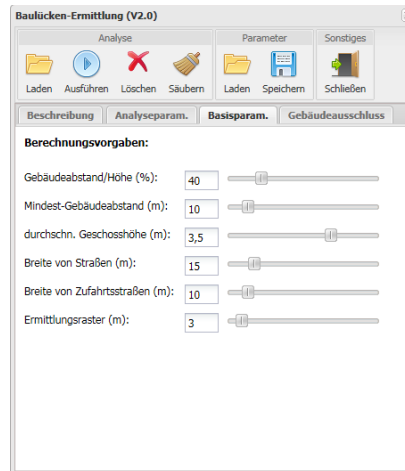 Baulücken-Ermittlung (V2.0)
Analyse Parameter Sonstiges
Laden Ausführen Löschen Säubern Laden Speichern Schließen
Beschreibung Analyseparam. Basisparam. Gebäudeausschluss
Berechnungsvorgaben:
Gebäudeabstand/Höhe (%): 40
Mindest-Gebäudeabstand (m): 10
durchschn. Geschosshöhe (m): 3,5
Breite von Straßen (m): 15
Breite von Zufahrtsstraßen (m): 10
Ermittlungsraster (m): 3